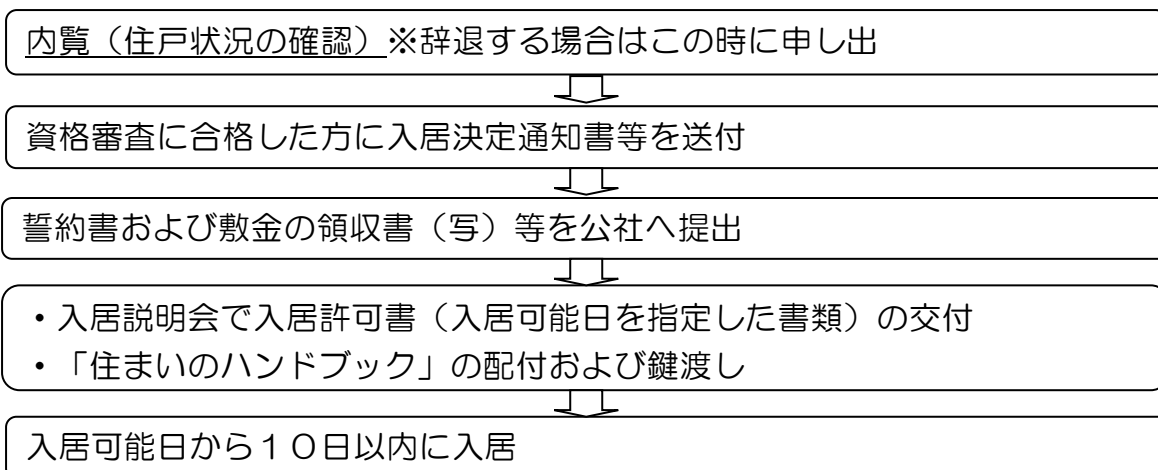 内覧（住戸状況の確認）※辞退する場合はこの時に申し出
資格審査に合格した方に入居決定通知書等を送付
誓約書および敷金の領収書（写）等を公社へ提出
・入居説明会で入居許可書（入居可能日を指定した書類）の交付
・「住まいのハンドブック」の配付および鍵渡し
入居可能日から１０日以内に入居